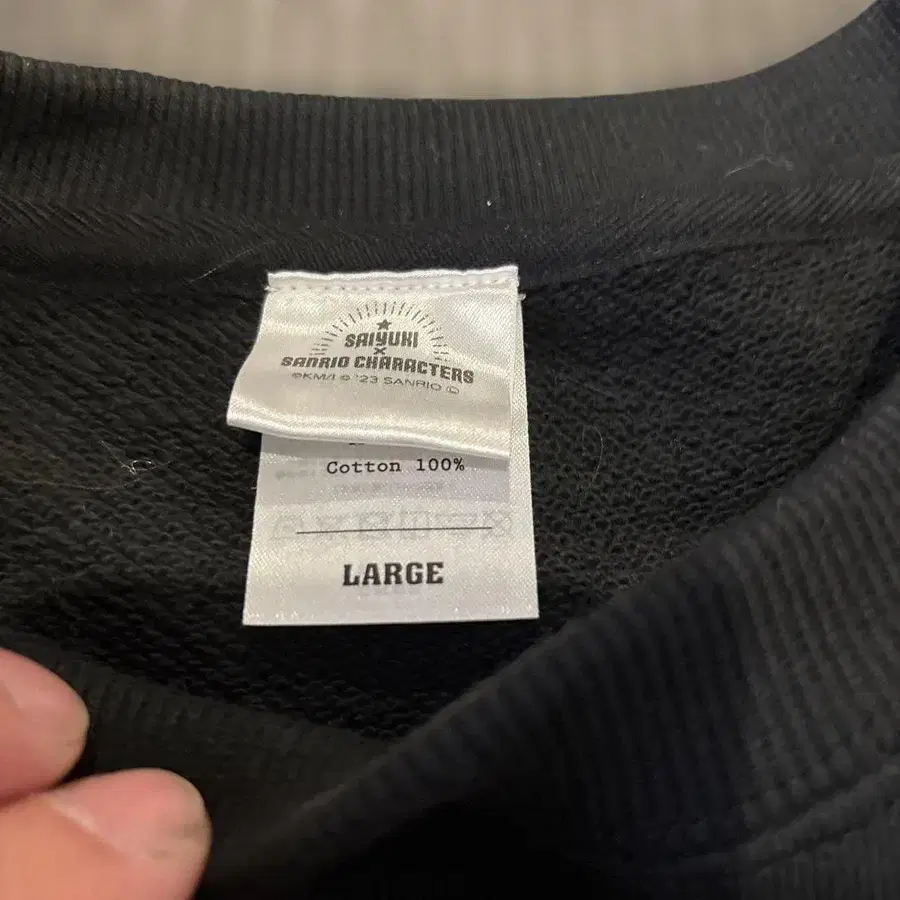 SAIYUKI
×
SANRIO CHARACTERS
©KM/I © '23 SANRIO Ⓛ
Cotton 100%
LARGE